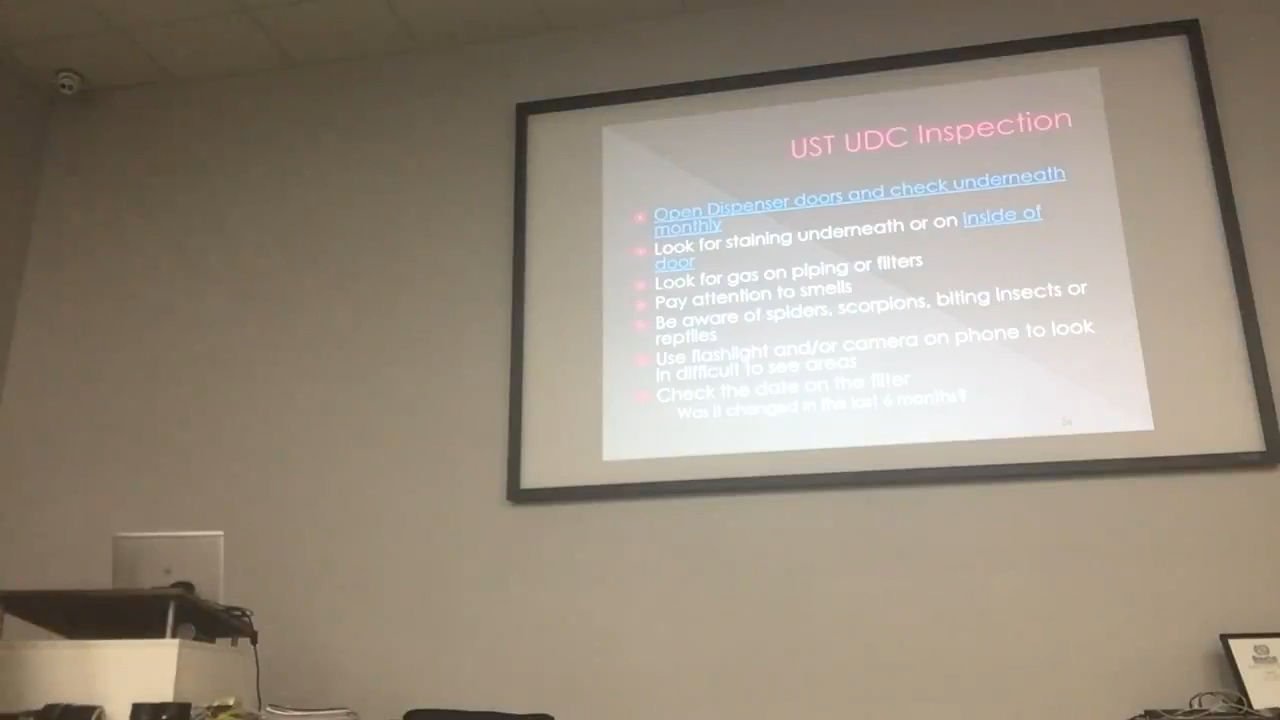 UST UDC Inspection
Open Dispenser doors and check underneath
monthly
Look for staining underneath or on inside of
door
Look for gas on piping or filters
Pay attention to smells
Be aware of spiders, scorpions, biting insects or
reptiles
Use flashlight and/or camera on phone to look
in difficult to see areas
Check the date on the filter
Was it changed in the last 6 months?